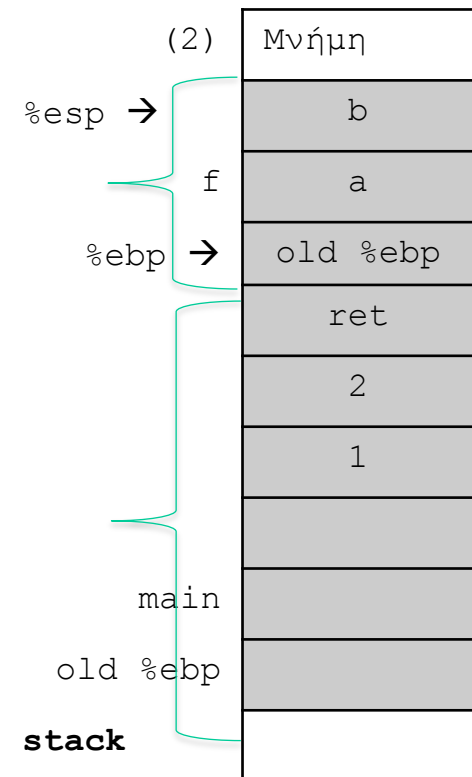 (2) Μνήμη
%esp → b
f a
%ebp → old %ebp
ret
2
1
main
old %ebp
stack